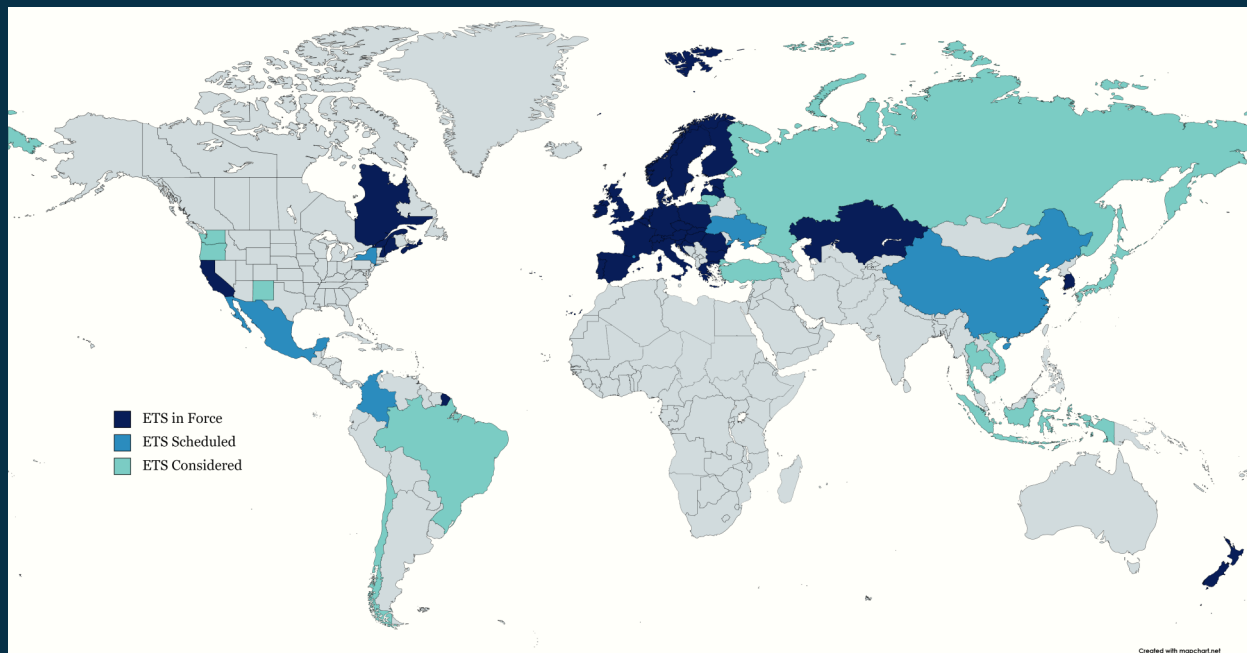 ETS in Force
ETS Scheduled
ETS Considered
Created with mapchart.net